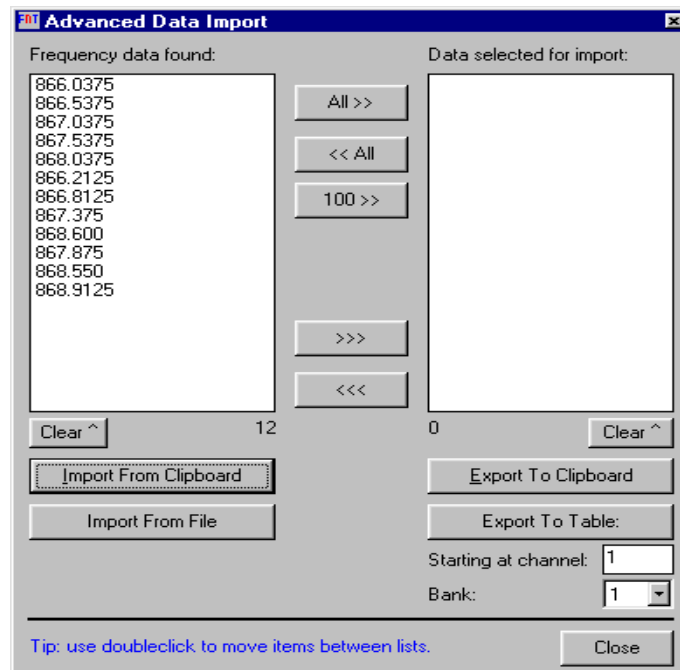 FDT Advanced Data Import
Frequency data found:
Data selected for import:
866.0375
866.5375
867.0375
867.5375
868.0375
866.2125
866.8125
867.375
868.600
867.875
868.550
868.9125
All >>
<< All
100 >>
>>>
<<<
Clear ^
12
0
Clear ^
Import From Clipboard
Export To Clipboard
Import From File
Export To Table:
Starting at channel: 1
Bank: 1
Tip: use doubleclick to move items between lists.
Close